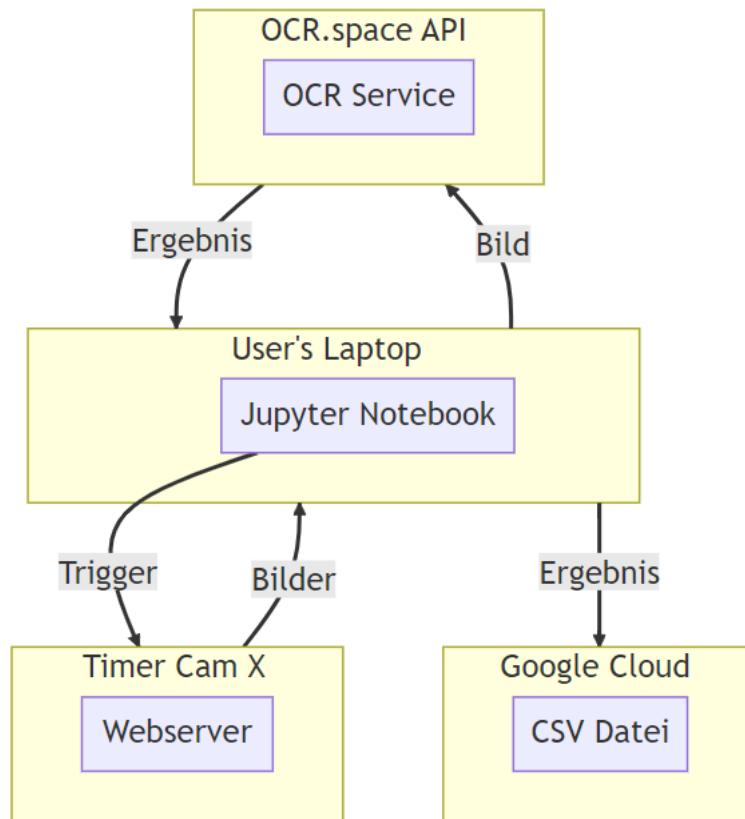 OCR.space API
OCR Service
Ergebnis
Bild
User's Laptop
Jupyter Notebook
Trigger
Bilder
Ergebnis
Timer Cam X
Webserver
Google Cloud
CSV Datei